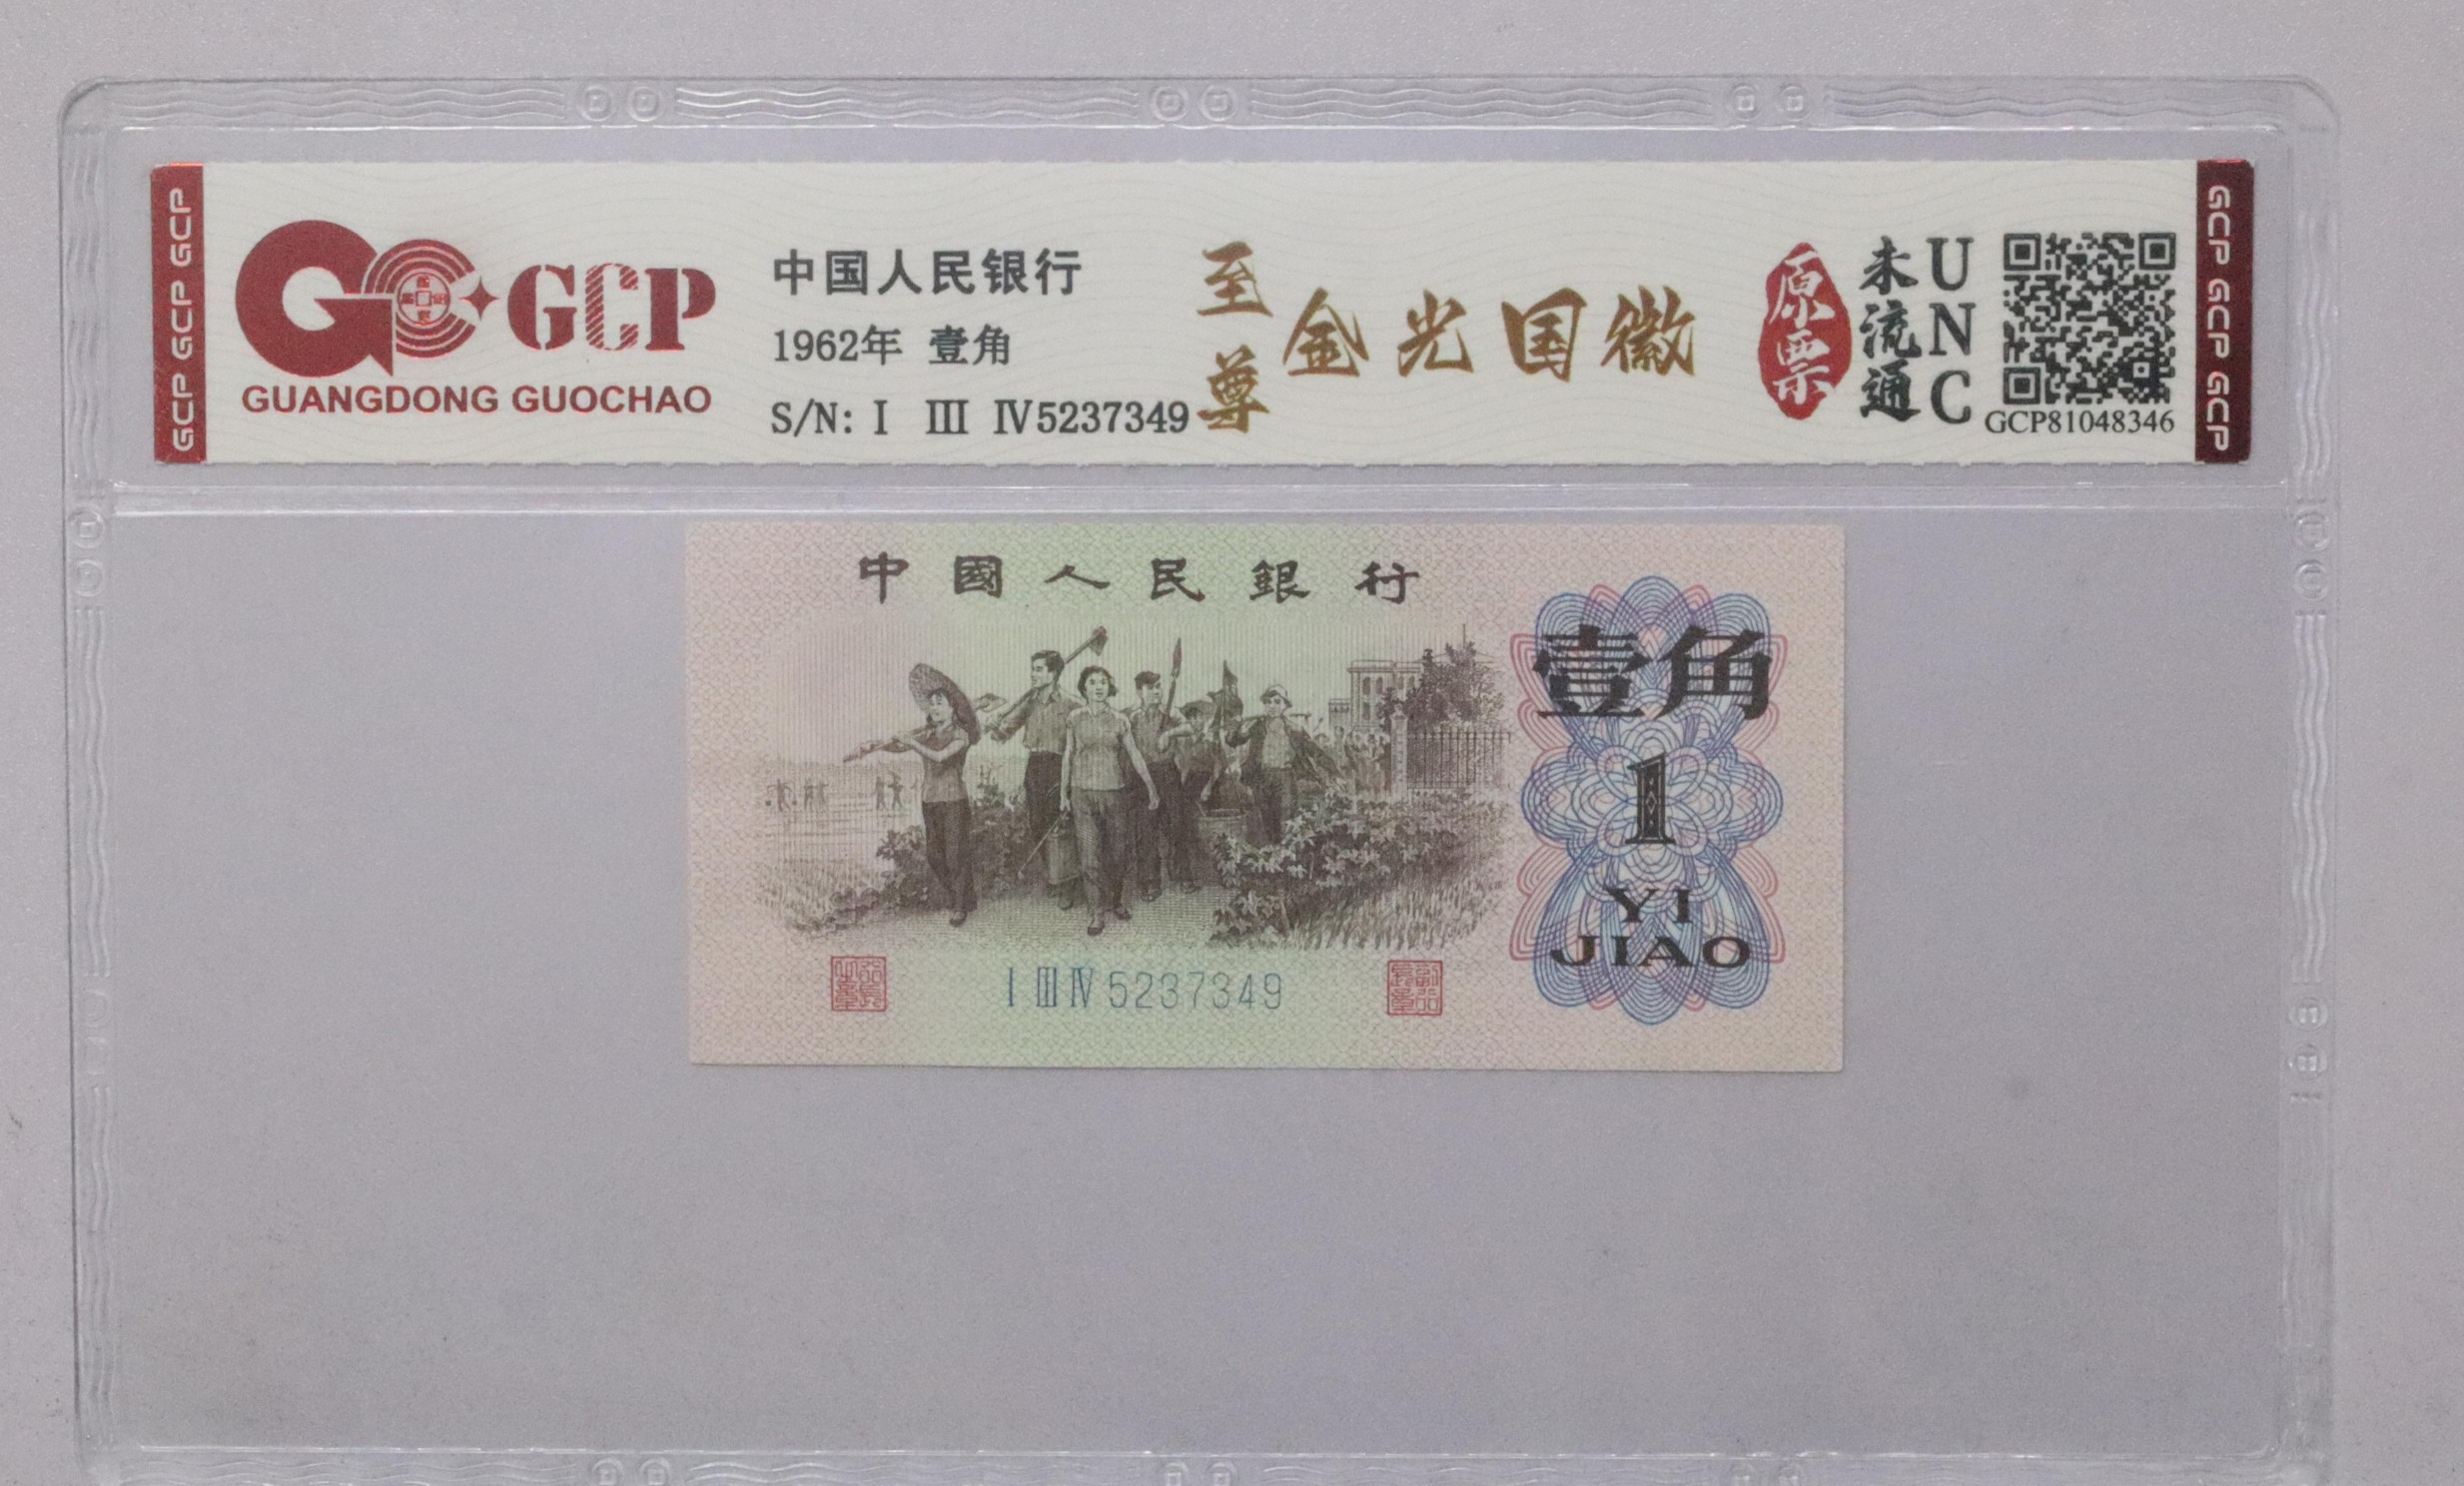 GCP GCP GCP
GCP
GUANGDONG GUOCHAO
中国人民银行
1962年 壹角
S/N: Ⅰ Ⅲ Ⅳ5237349
至尊
金光国徽
原票
未流通
UNC
GCP81048346
GCP GCP GCP
中國人民銀行
壹角
1
YI
JIAO
Ⅰ Ⅲ Ⅳ 5237349